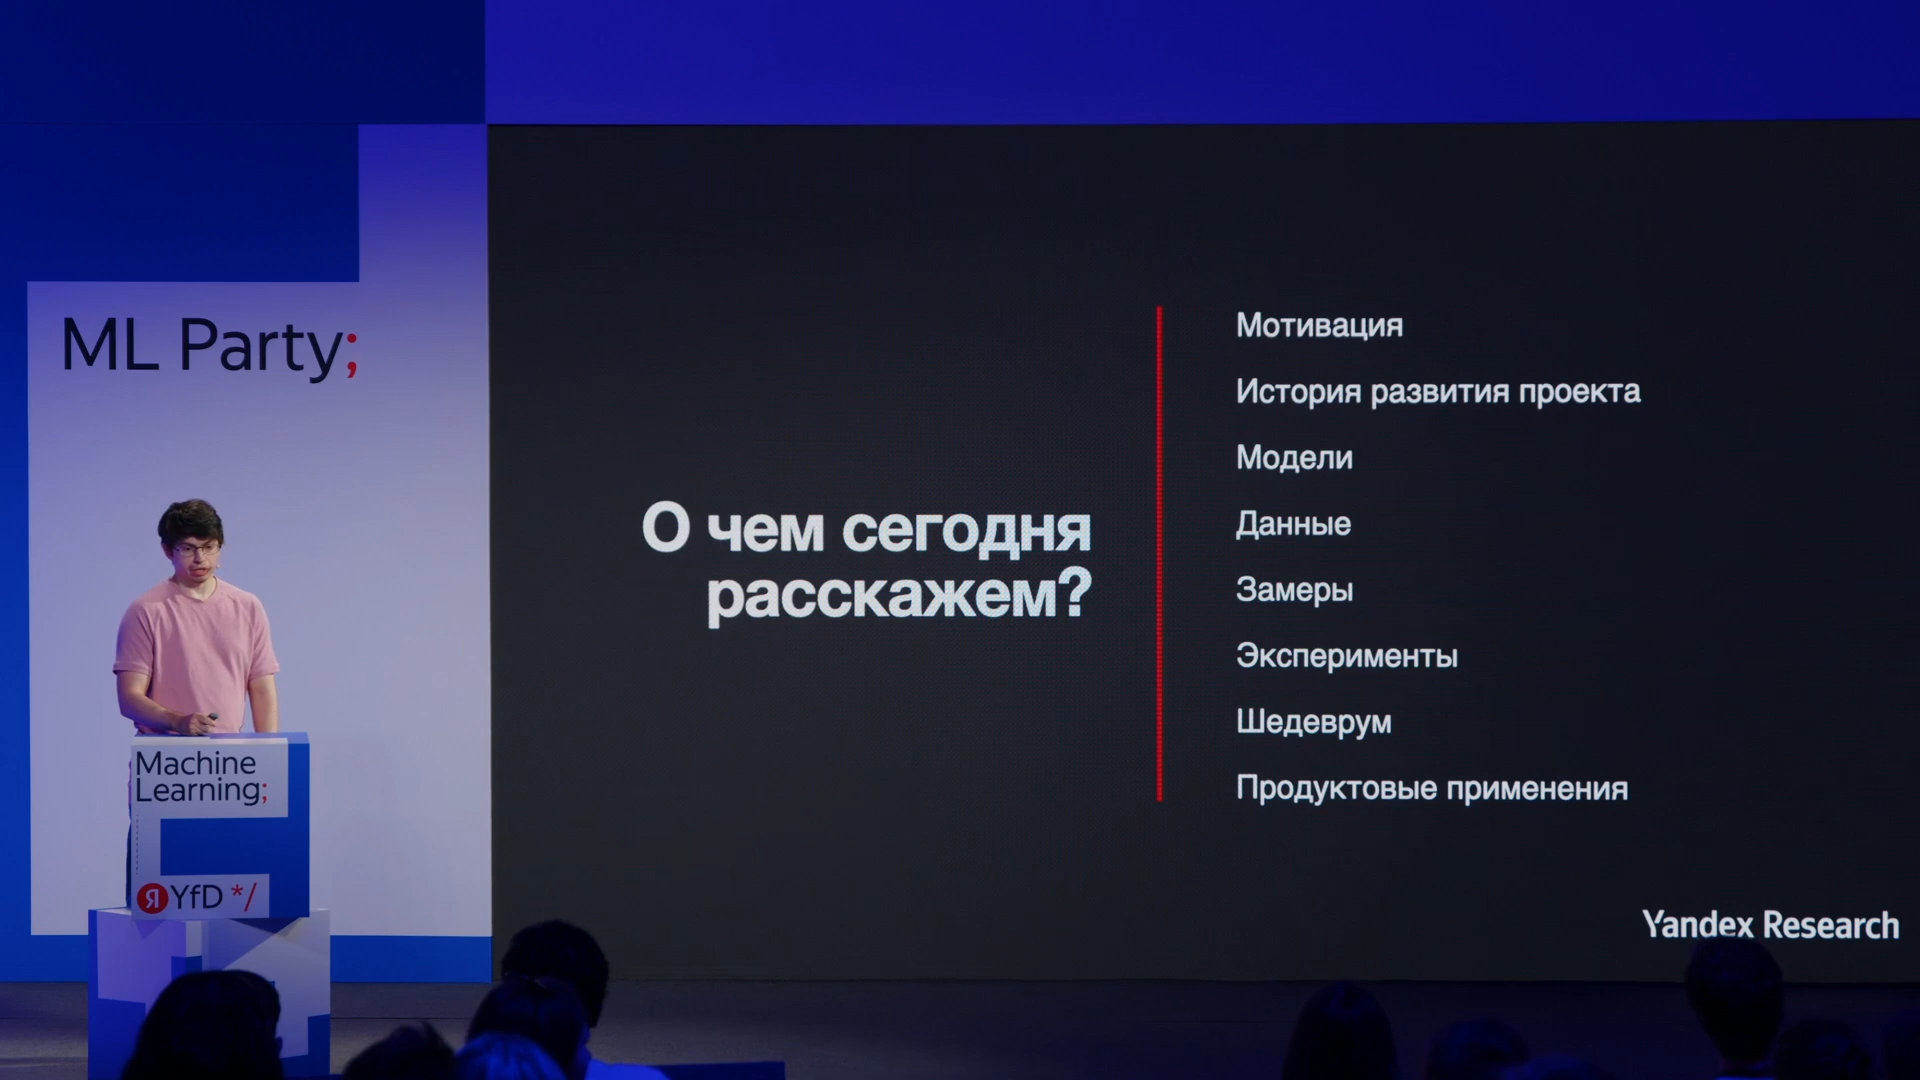 ML Party;
О чем сегодня
расскажем?
Мотивация
История развития проекта
Модели
Данные
Замеры
Эксперименты
Шедеврум
Продуктовые применения
Yandex Research
Machine
Learning;
Я YfD */